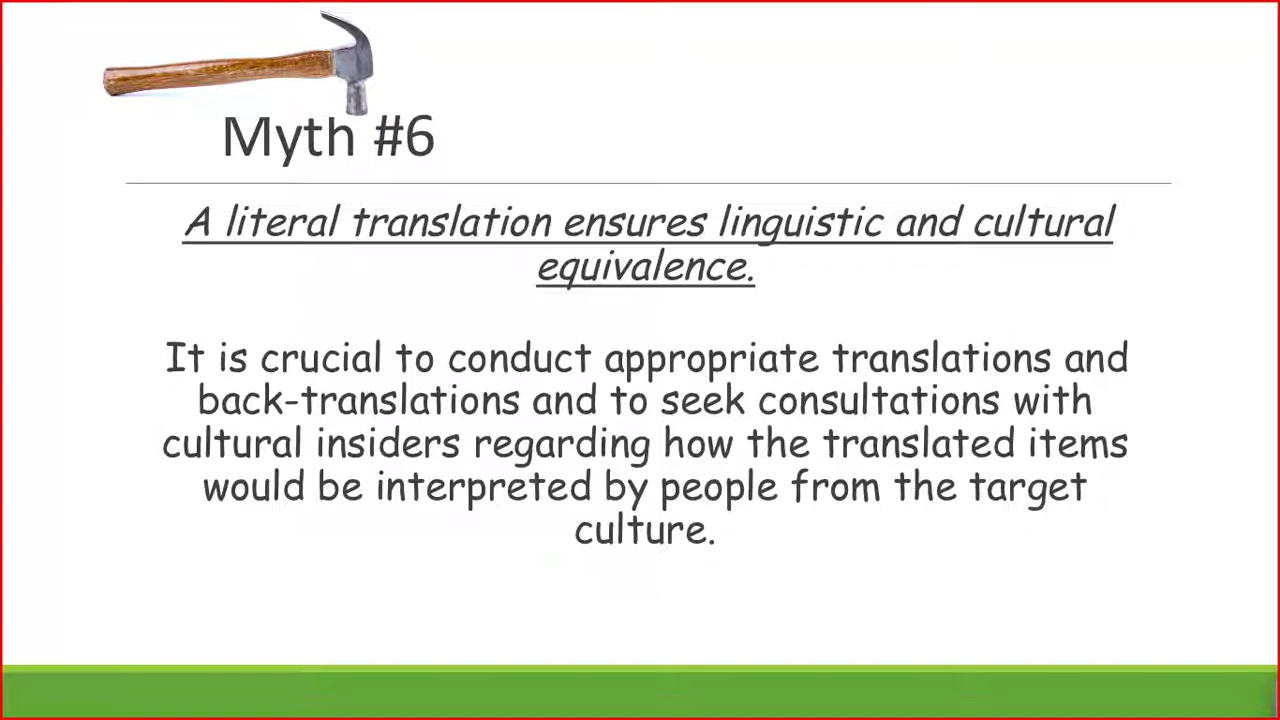 Myth #6
A literal translation ensures linguistic and cultural
equivalence.
It is crucial to conduct appropriate translations and
back-translations and to seek consultations with
cultural insiders regarding how the translated items
would be interpreted by people from the target
culture.